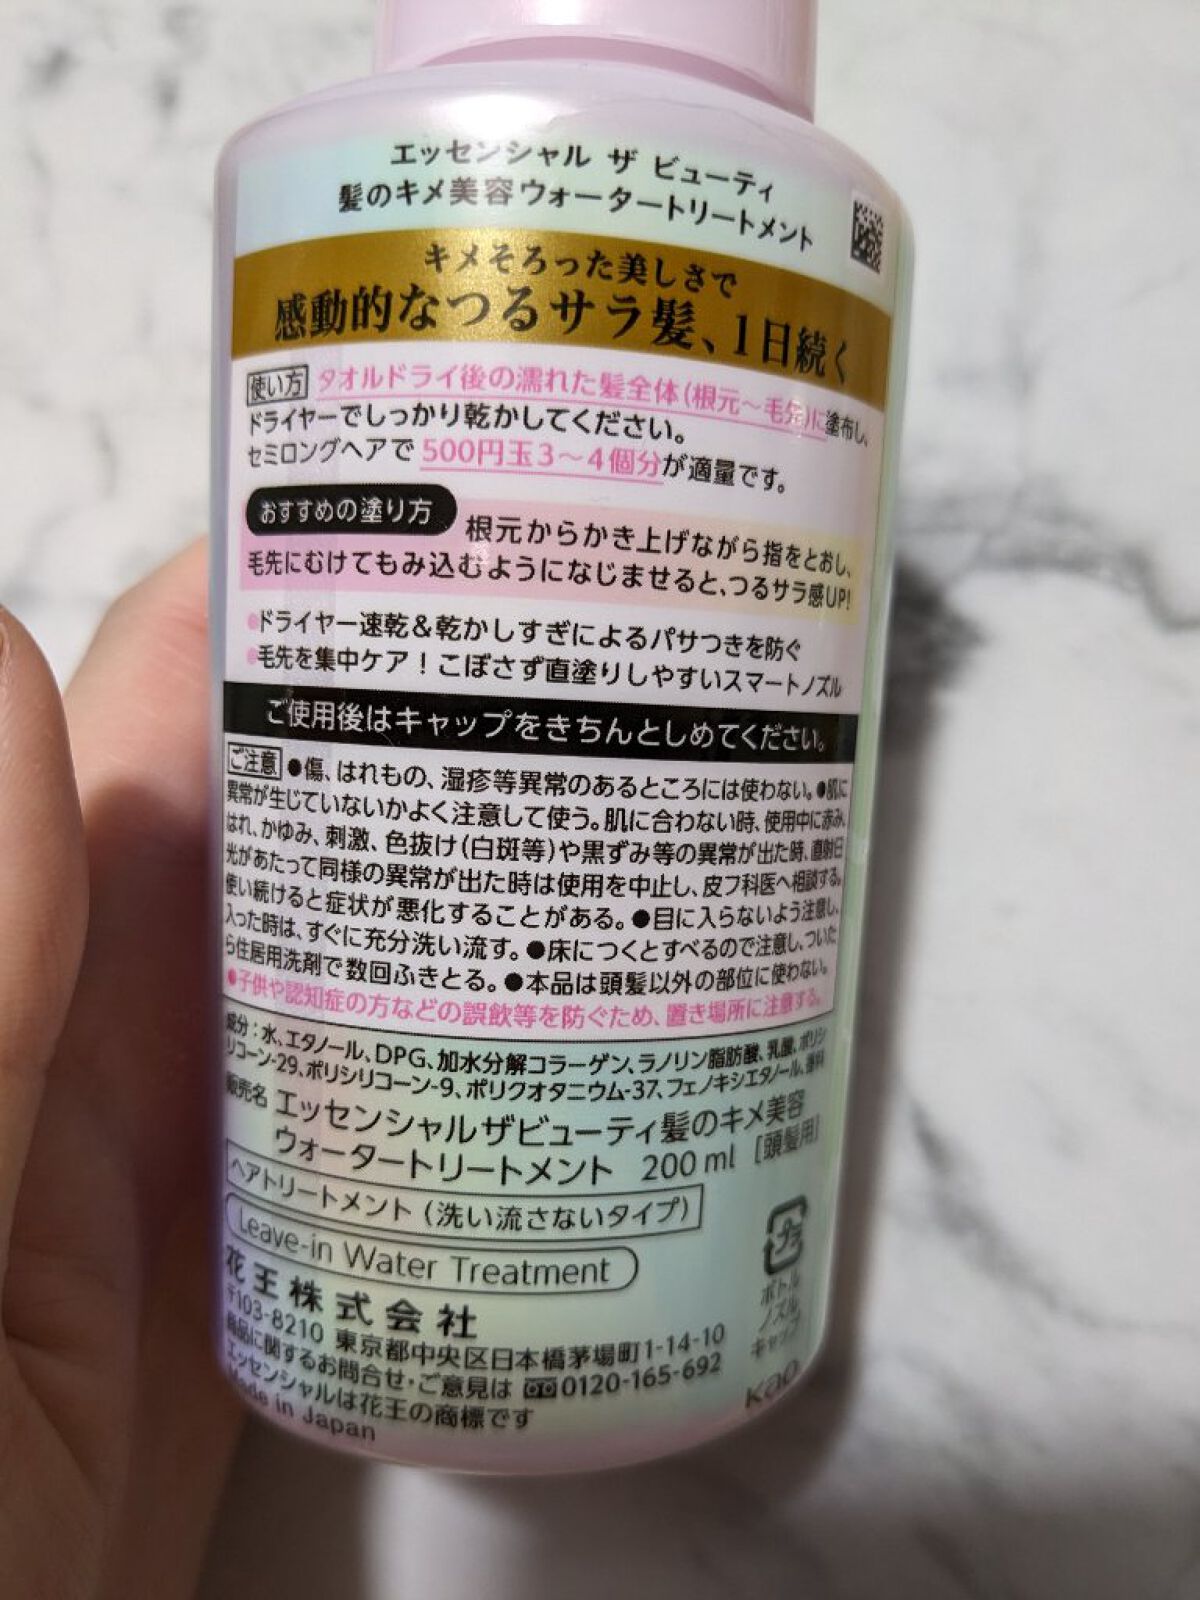 エッセンシャル ザ ビューティ
髪のキメ美容ウォータートリートメント
キメそろった美しさで
感動的なつるサラ髪、1日続く
使い方 タオルドライ後の濡れた髪全体(根元～毛先)に塗布し、
ドライヤーでしっかり乾かしてください。
セミロングヘアで500円玉3～4個分が適量です。
おすすめの塗り方 根元からかき上げながら指をとおし、
毛先にむけてもみ込むようになじませると、つるサラ感UP!
●ドライヤー速乾&乾かしすぎによるパサつきを防ぐ
●毛先を集中ケア！こぼさず直塗りしやすいスマートノズル
ご使用後はキャップをきちんとしめてください。
ご注意 ●傷、はれもの、湿疹等異常のあるところには使わない。●肌に
異常が生じていないかよく注意して使う。肌に合わない時、使用中に赤み、
はれ、かゆみ、刺激、色抜け(白斑等)や黒ずみ等の異常が出た時、直射日
光があたって同様の異常が出た時は使用を中止し、皮フ科医へ相談する。
使い続けると症状が悪化することがある。●目に入らないよう注意し、
入った時は、すぐに充分洗い流す。●床につくとすべるので注意し、ついた
ら住居用洗剤で数回ふきとる。●本品は頭髪以外の部位に使わない。
●子供や認知症の方などの誤飲等を防ぐため、置き場所に注意する。
成分：水、エタノール、DPG、加水分解コラーゲン、ラノリン脂肪酸、乳酸、ポリシ
リコーン-29、ポリシリコーン-9、ポリクオタニウム-37、フェノキシエタノール、香料
販売名 エッセンシャルザビューティ髪のキメ美容
ウォータートリートメント 200ml [頭髪用]
ヘアトリートメント(洗い流さないタイプ)
Leave-in Water Treatment
花王株式会社
〒103-8210 東京都中央区日本橋茅場町1-14-10
商品に関するお問合せ・ご意見は 0120-165-692
エッセンシャルは花王の商標です
Made in Japan
プラ
ボトル
ノズル
キャップ
Kao